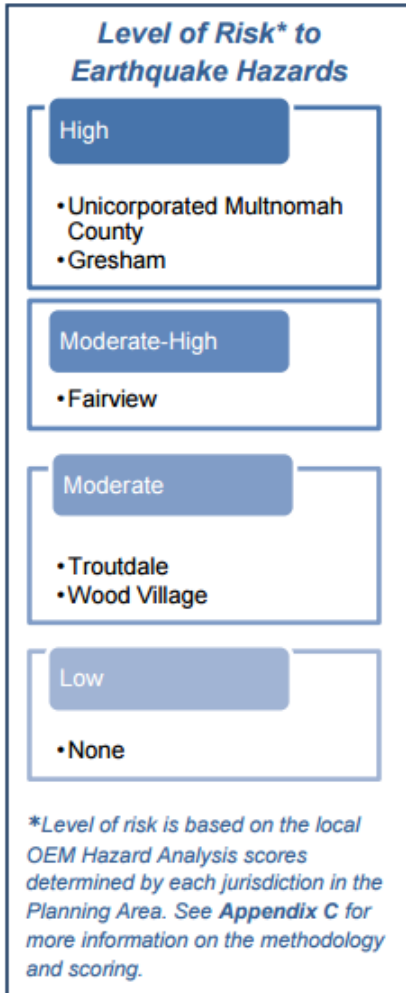 Level of Risk* to
Earthquake Hazards
High
•Unicorporated Multnomah
County
•Gresham
Moderate-High
•Fairview
Moderate
•Troutdale
•Wood Village
Low
•None
*Level of risk is based on the local
OEM Hazard Analysis scores
determined by each jurisdiction in the
Planning Area. See Appendix C for
more information on the methodology
and scoring.